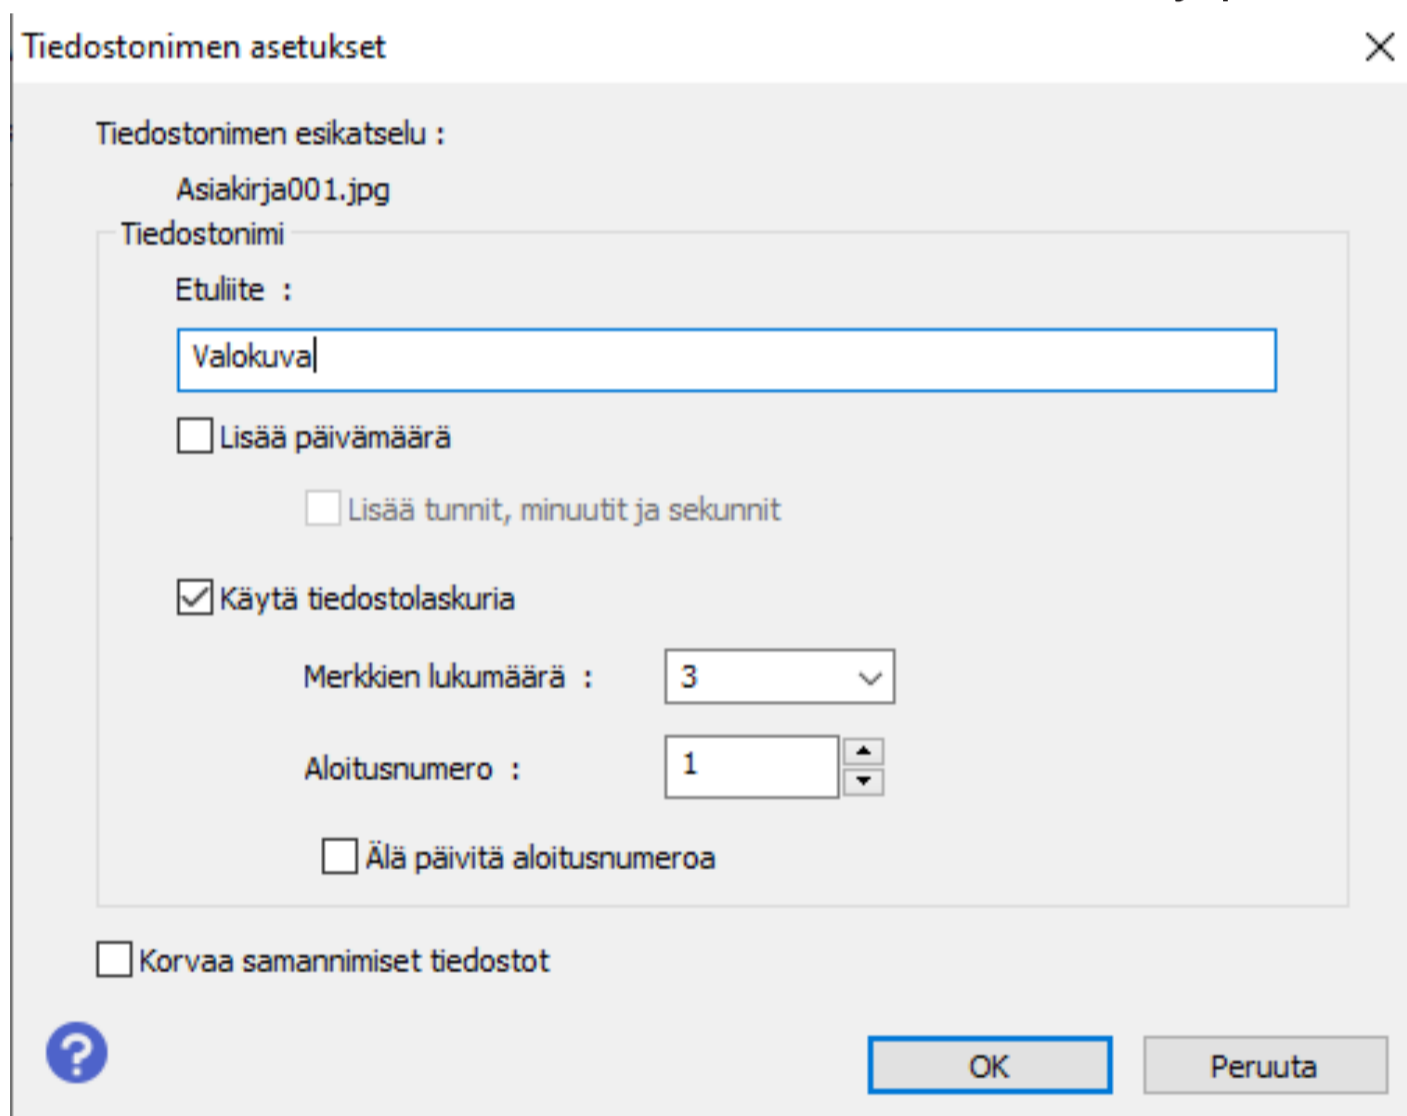 Tiedostonimen asetukset
Tiedostonimen esikatselu :
Asiakirja001.jpg
Tiedostonimi
Etuliite :
Valokuva
Lisää päivämäärä
Lisää tunnit, minuutit ja sekunnit
Käytä tiedostolaskuria
Merkkien lukumäärä : 3
Aloitusnumero : 1
Älä päivitä aloitusnumeroa
Korvaa samannimiset tiedostot
?
OK Peruuta